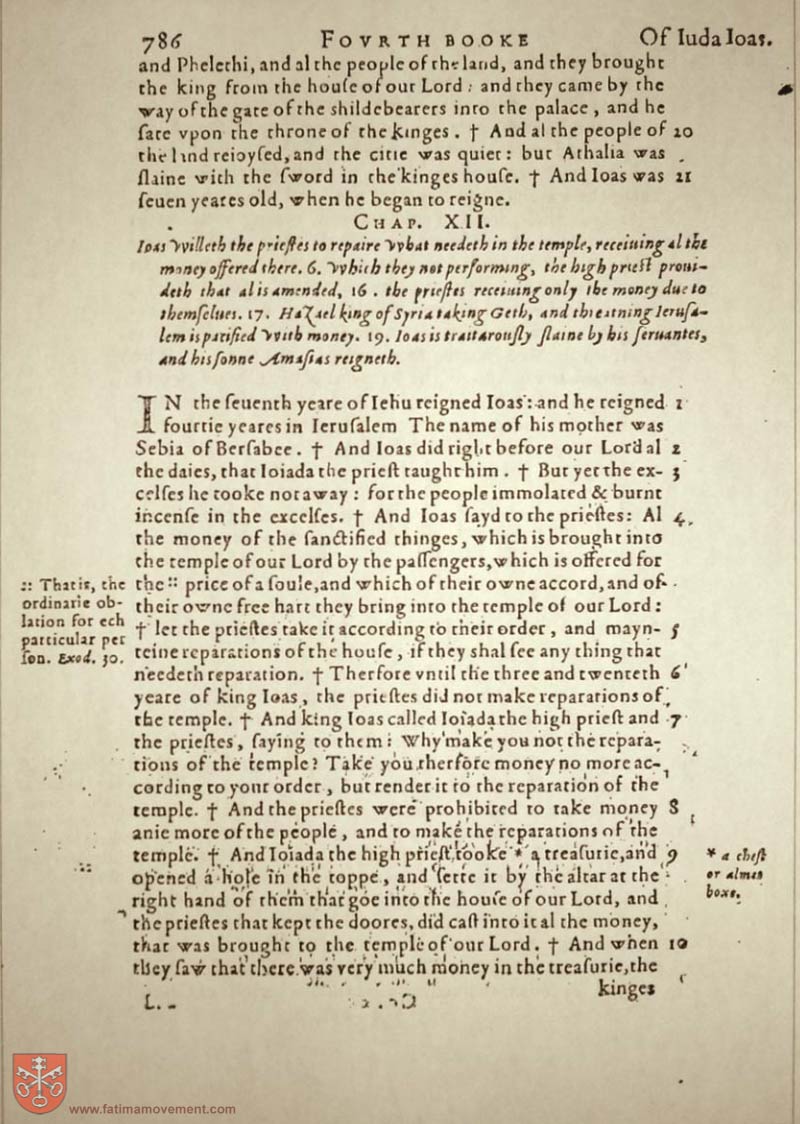 786 FOVRTH BOOKE Of Iuda Ioas.
and Phelethi, and al the people of the land, and they brought
the king from the houſe of our Lord : and they came by the
way of the gate of the shildebearers into the palace , and he
ſate vpon the throne of the kinges . † And al the people of 20
the land reioyſed, and the citie was quiet : but Athalia was
ſlaine with the ſword in the kinges houſe. † And Ioas was 21
ſeuen yeares old, when he began to reigne.
CHAP. XII.
Ioas VVilleth the prieſtes to repaire VVhat needeth in the temple, receiuing al the
money offered there. 6. VVhich they not performing, the high prieſt proui-
deth that al is amended, 16 . the prieſtes receiuing only the money due to
themſelues. 17. Hazael king of Syria taking Geth, and threatning Ieruſa-
lem is pacified VVith money. 19. Ioas is traitarouſly ſlaine by his ſeruantes,
and his ſonne Amaſias reigneth.
IN the ſeuenth yeare of Iehu reigned Ioas : and he reigned 1
fourtie yeares in Ieruſalem The name of his mother was
Sebia of Berſabee. † And Ioas did right before our Lord al 2
the daies, that Ioiada the prieſt taught him . † But yet the ex- 3
celſes he tooke not away : for the people immolated & burnt
incenſe in the excelſes. † And Ioas ſayd to the prieſtes: Al 4.
the money of the ſanctified thinges, which is brought into
the temple of our Lord by the paſſengers, which is offered for
:: That is, the
ordinarie ob-
lation for ech
particular per
ſon. Exod. 30.
the :: price of a ſoule, and which of their owne accord, and of
their owne free hart they bring into the temple of our Lord :
† let the prieſtes take it according to their order, and mayn- 5
teine reparations of the houſe, if they shal ſee any thing that
needeth reparation. † Therfore vntil the three and twenteth 6
yeare of king Ioas , the prieſtes did not make reparations of
the temple. † And king Ioas called Ioiada the high prieſt and 7
the prieſtes, ſaying to them : Why make you not the repara-
tions of the temple? Take you therfore money no more ac-
cording to your order , but render it to the reparation of the
temple. † And the prieſtes were prohibited to take money 8
anie more of the people, and to make the reparations of the
temple. † And Ioiada the high prieſt tooke * a treaſurie, and 9
* a cheſt
or almes
boxe.
opened a hole in the toppe , and ſette it by the altar at the
right hand of them that goe into the houſe of our Lord, and
the prieſtes that kept the doores, did caſt into it al the money,
that was brought to the temple of our Lord. † And when 10
they ſaw that there was very much money in the treaſurie, the
kinges
www.fatimamovement.com